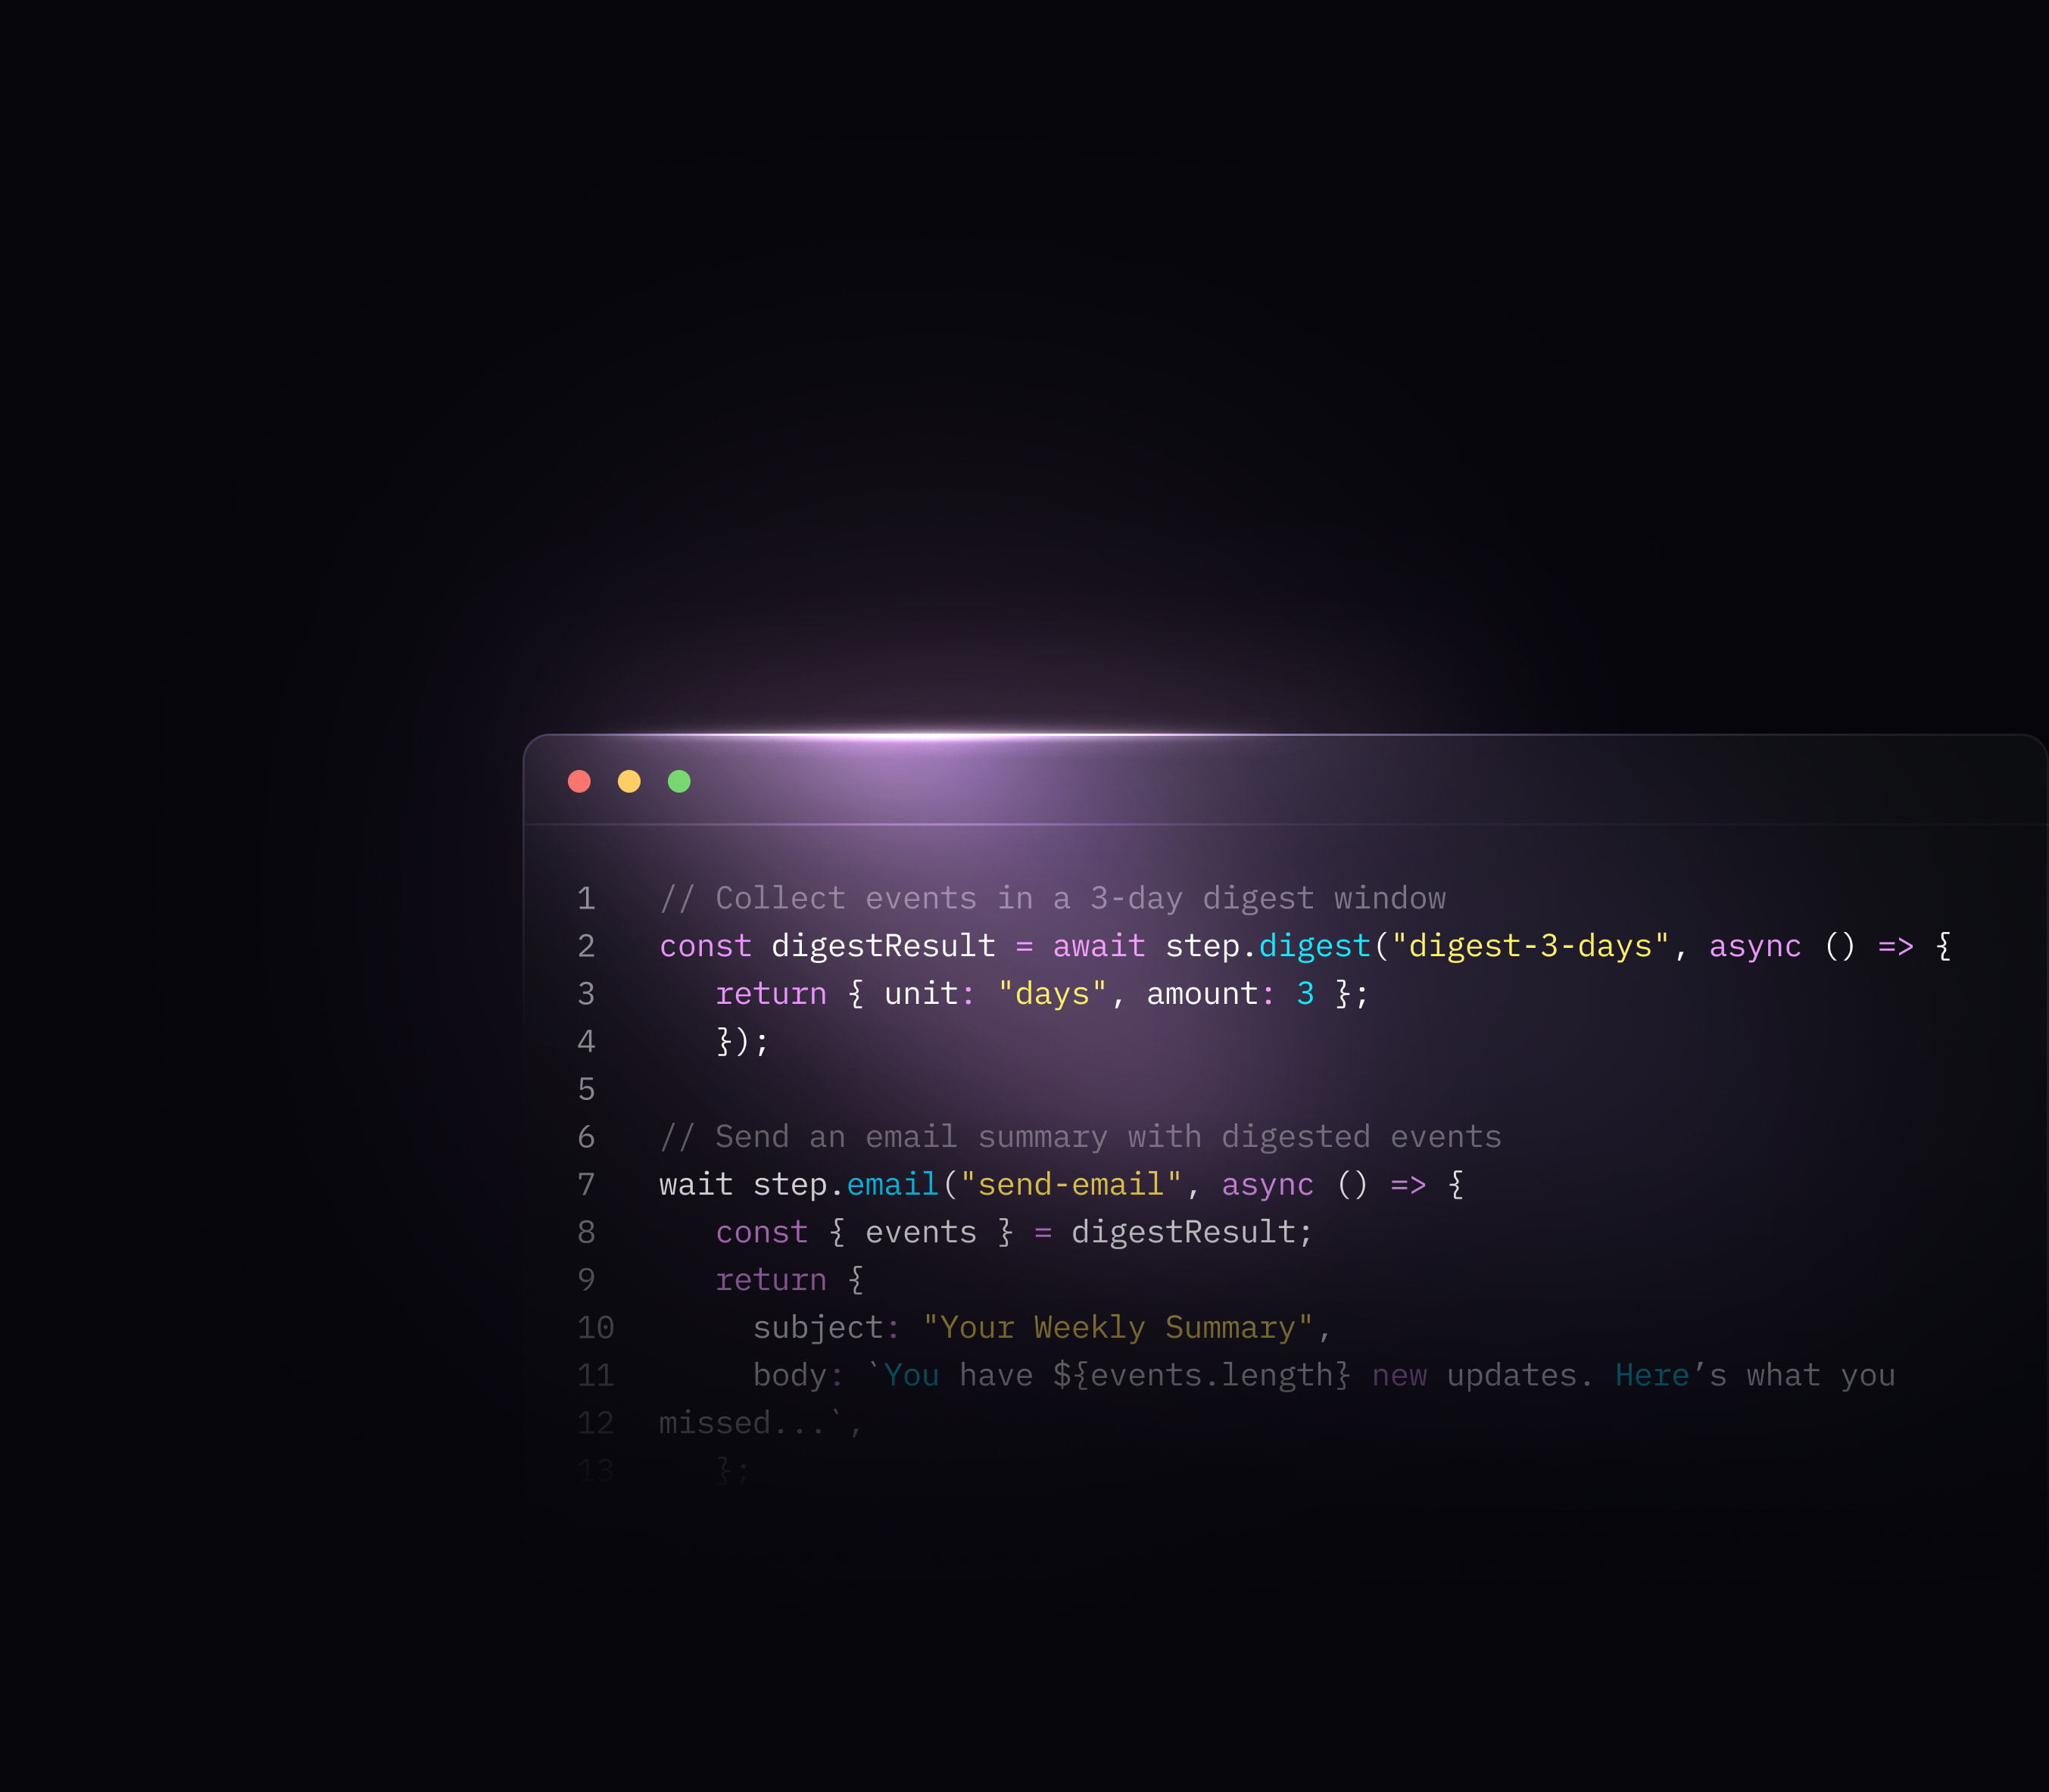 1 // Collect events in a 3-day digest window
2 const digestResult = await step.digest("digest-3-days", async () => {
3 return { unit: "days", amount: 3 };
4 });
5
6 // Send an email summary with digested events
7 wait step.email("send-email", async () => {
8 const { events } = digestResult;
9 return {
10 subject: "Your Weekly Summary",
11 body: `You have ${events.length} new updates. Here’s what you
12 missed...`,
13 };